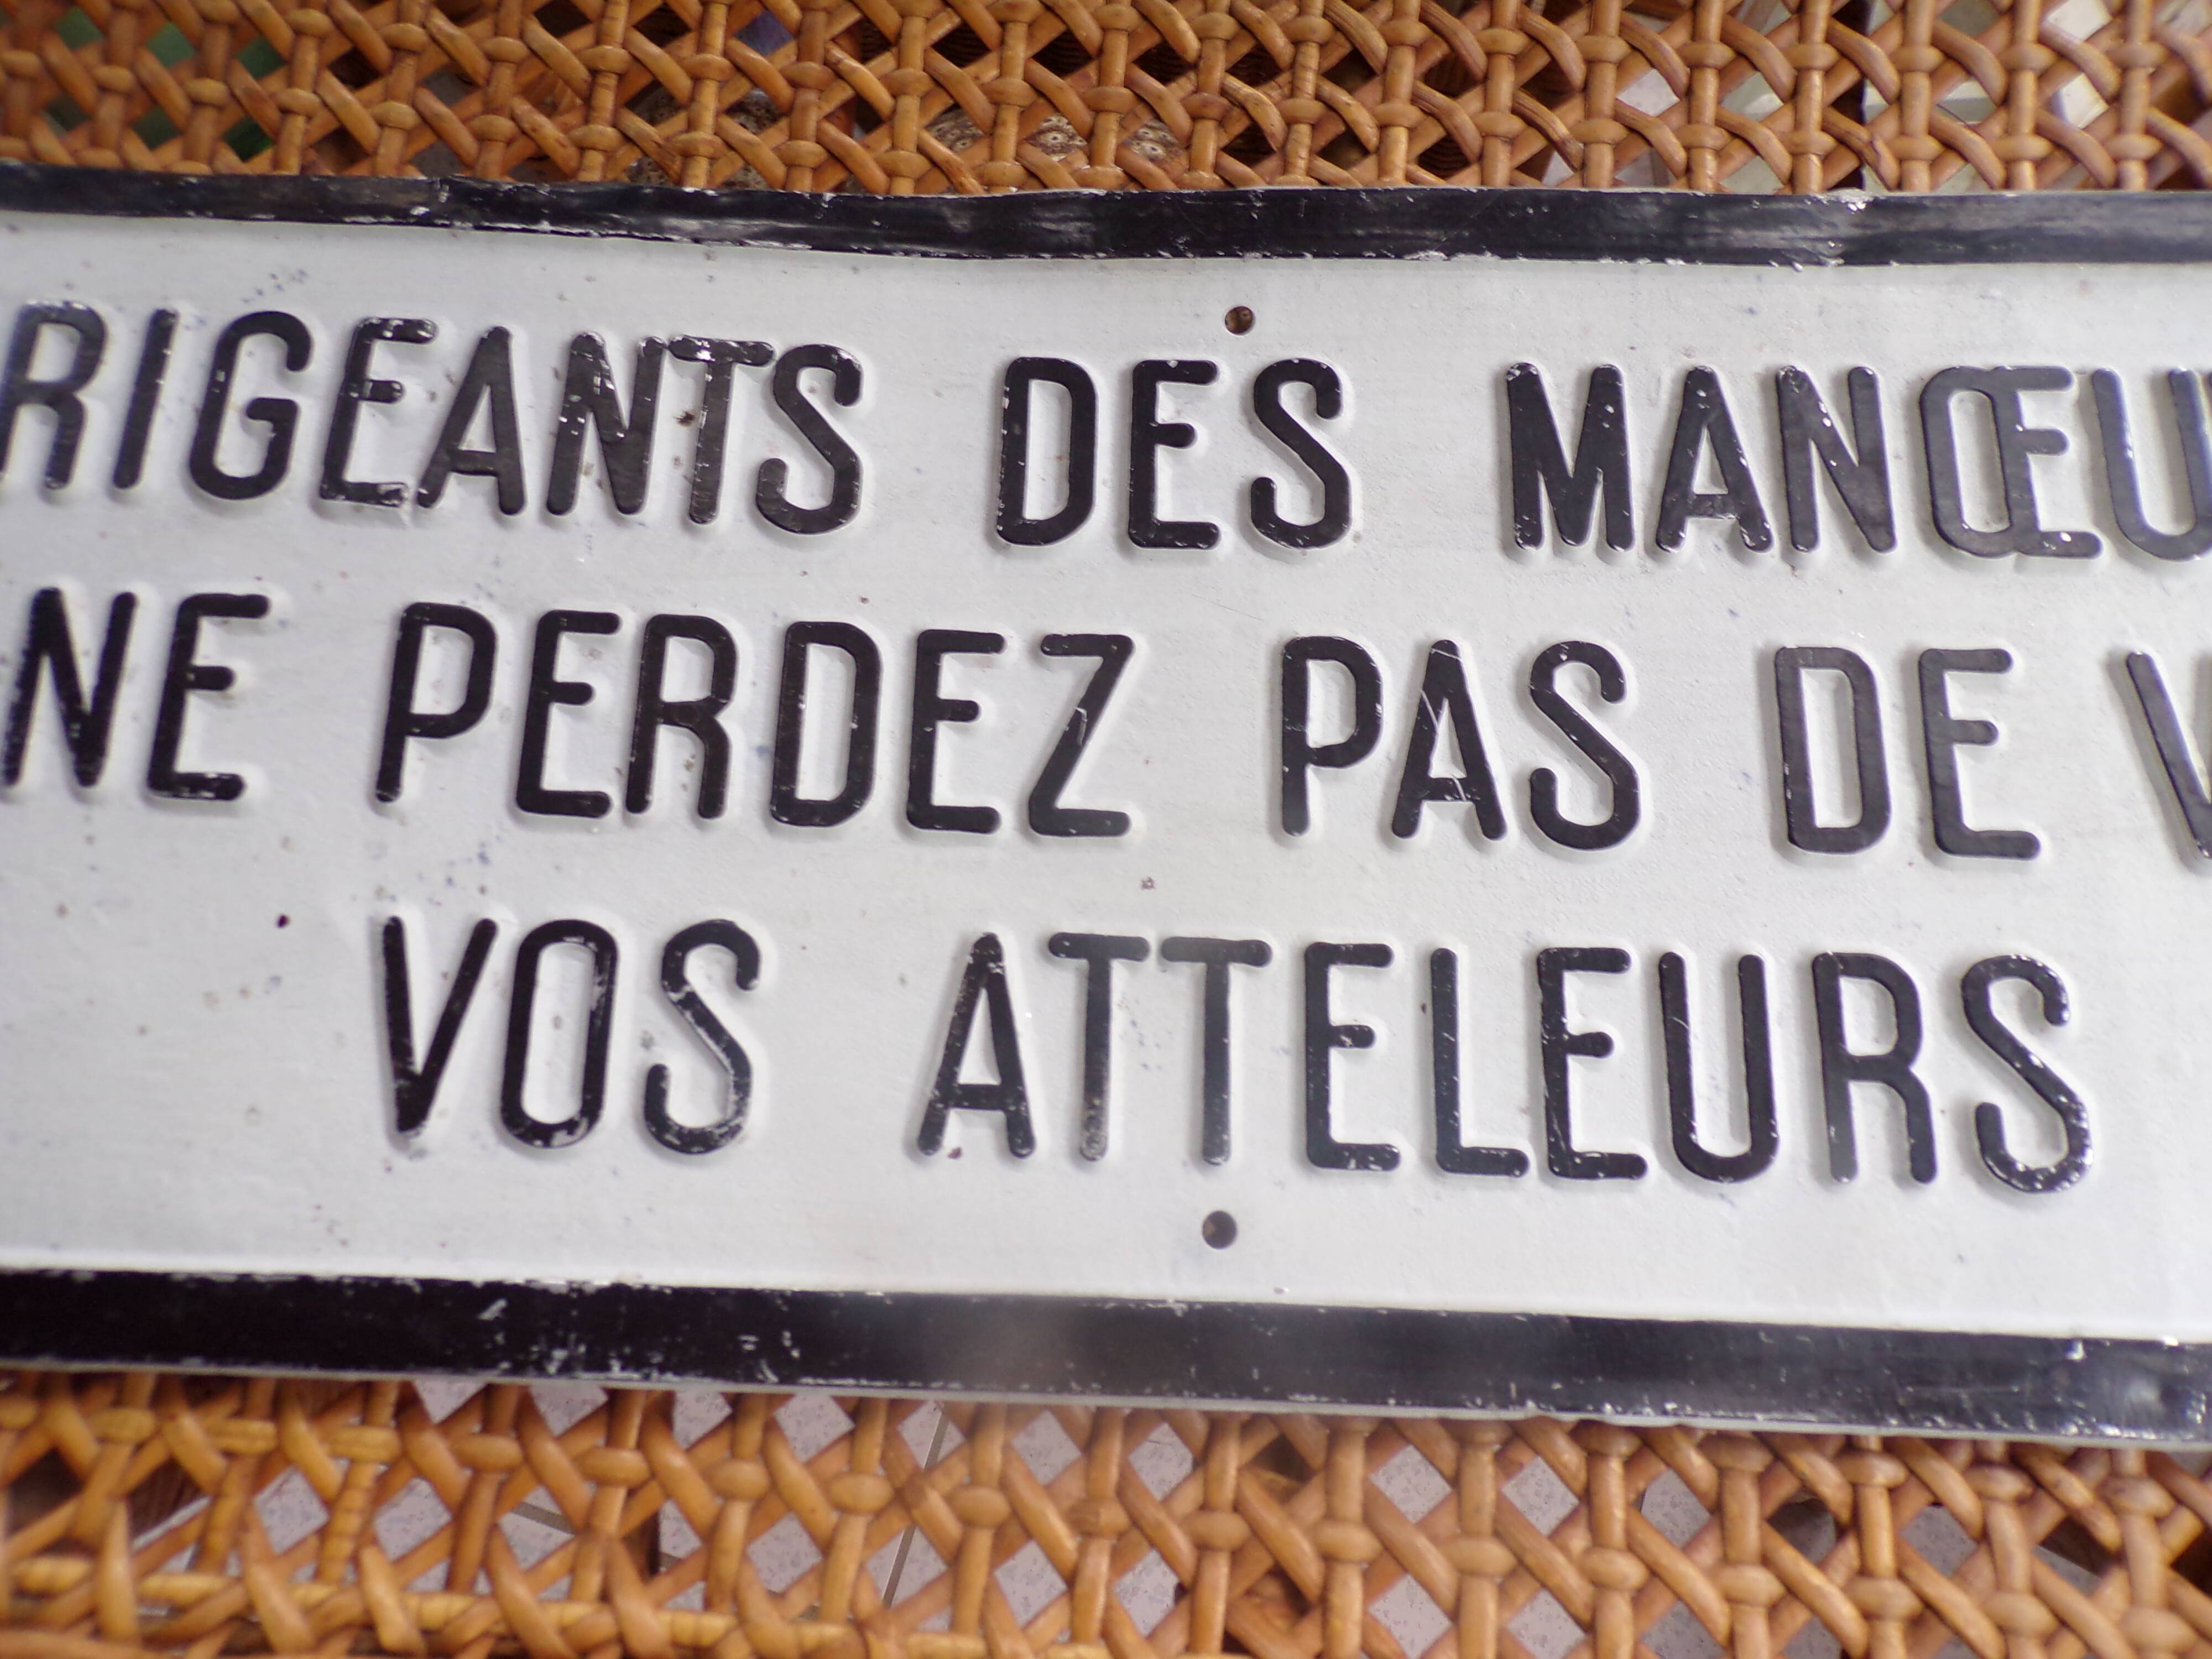 RIGEANTS DES MANŒU
NE PERDEZ PAS DE V
VOS ATTELEURS